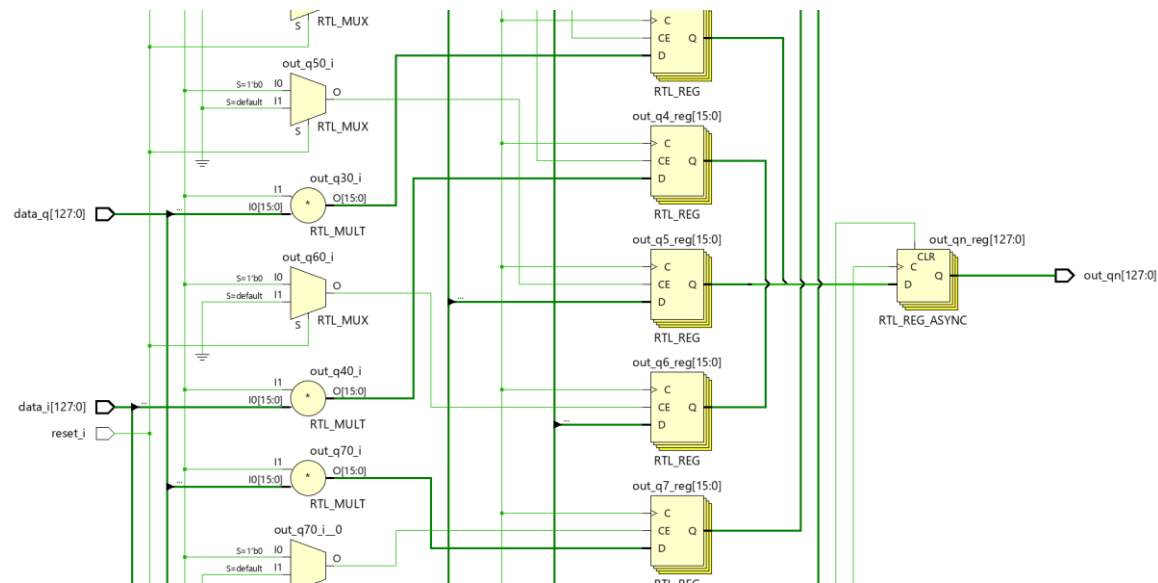 S
RTL_MUX
C
CE
Q
D
RTL_REG
out_q50_i
S=1'b0 I0
S=default I1
O
S
RTL_MUX
out_q4_reg[15:0]
C
CE
Q
D
RTL_REG
out_q30_i
I1
I0[15:0]
*
O[15:0]
RTL_MULT
data_q[127:0]
...
out_q60_i
S=1'b0 I0
S=default I1
O
S
RTL_MUX
out_q5_reg[15:0]
C
CE
Q
D
...
RTL_REG
out_qn_reg[127:0]
CLR
C
Q
D
RTL_REG_ASYNC
out_qn[127:0]
out_q40_i
I1
I0[15:0]
*
O[15:0]
RTL_MULT
data_i[127:0]
...
reset_i
out_q6_reg[15:0]
C
CE
Q
D
...
RTL_REG
out_q70_i
I1
I0[15:0]
*
O[15:0]
RTL_MULT
...
out_q7_reg[15:0]
C
CE
Q
D
RTL_REG
out_q70_i__0
S=1'b0 I0
S=default I1
O